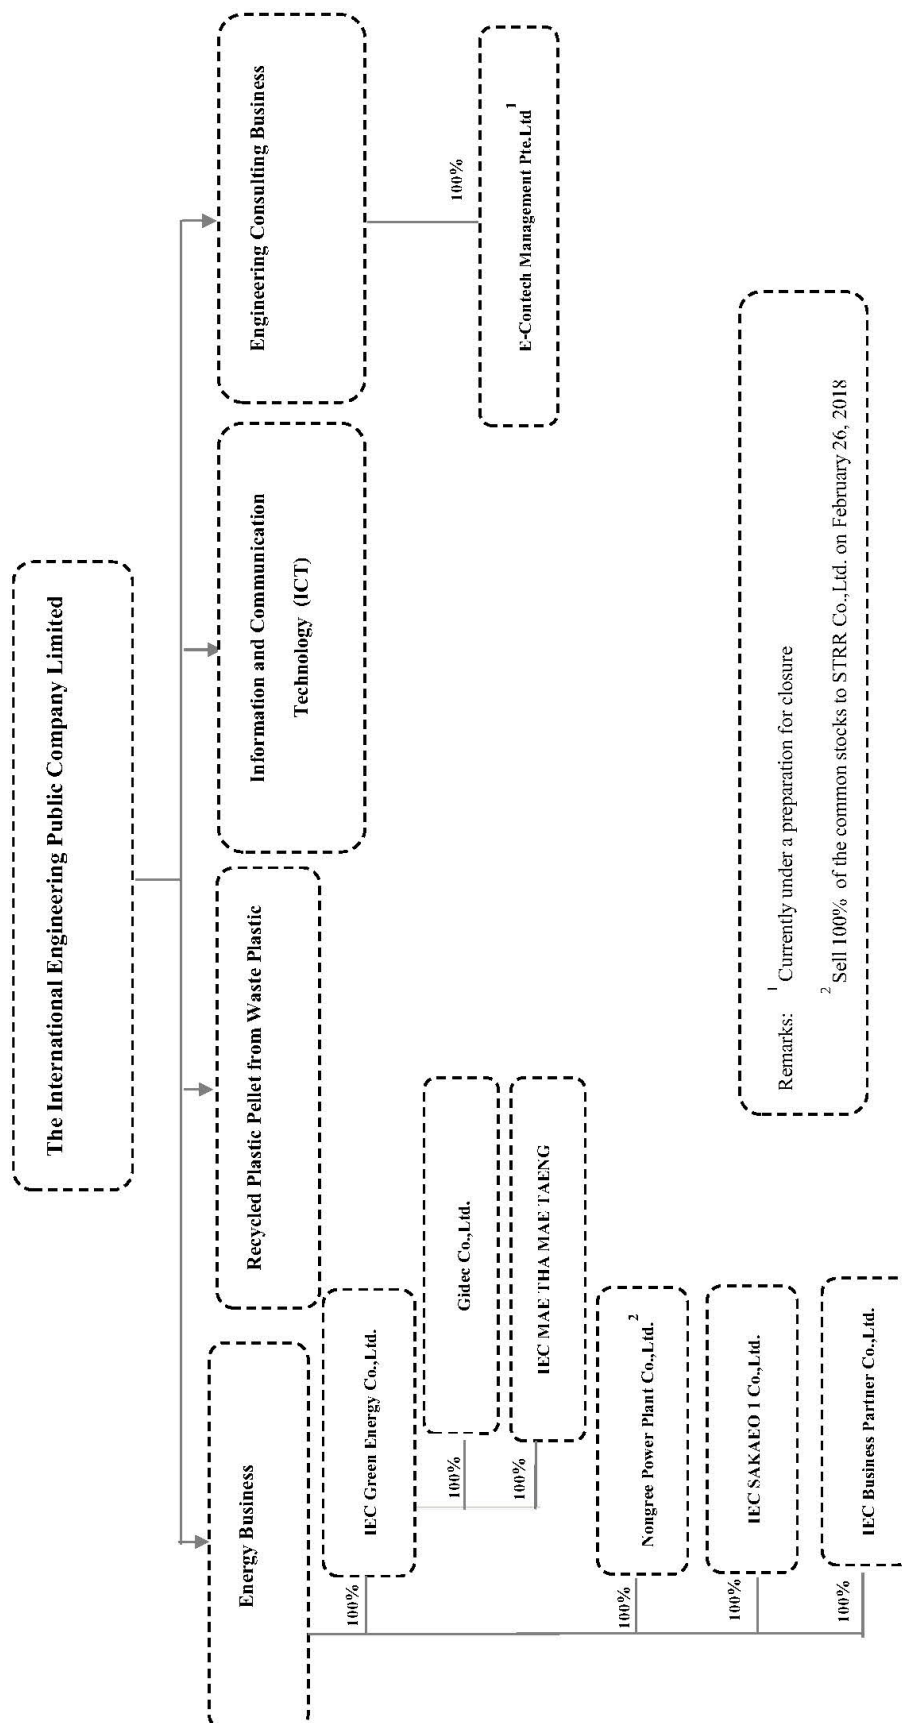 The International Engineering Public Company Limited
Energy Business
Recycled Plastic Pellet from Waste Plastic
Information and Communication
Technology (ICT)
Engineering Consulting Business
100%
IEC Green Energy Co.,Ltd.
100%
Gidec Co.,Ltd.
100%
IEC MAE THA MAE TAENG
100%
Nongree Power Plant Co.,Ltd.2
100%
IEC SAKAEO 1 Co.,Ltd.
100%
IEC Business Partner Co.,Ltd.
100%
E-Contech Management Pte.Ltd1
Remarks: 1 Currently under a preparation for closure
2 Sell 100% of the common stocks to STRR Co.,Ltd. on February 26, 2018